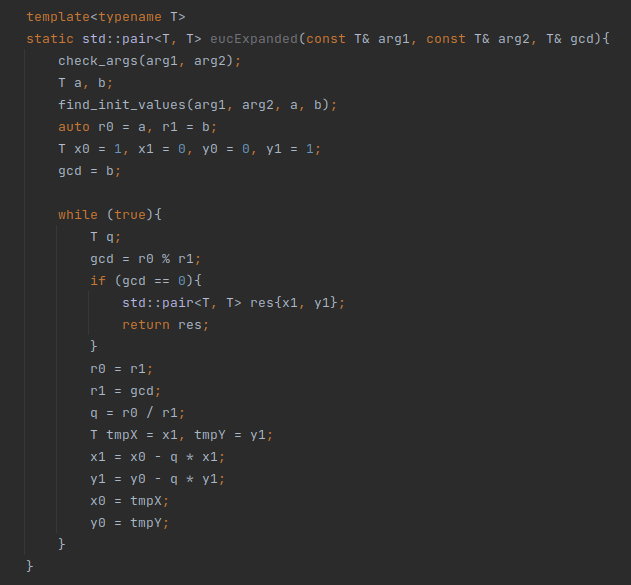 template<typename T>
static std::pair<T, T> eucExpanded(const T& arg1, const T& arg2, T& gcd){
    check_args(arg1, arg2);
    T a, b;
    find_init_values(arg1, arg2, a, b);
    auto r0 = a, r1 = b;
    T x0 = 1, x1 = 0, y0 = 0, y1 = 1;
    gcd = b;

    while (true){
        T q;
        gcd = r0 % r1;
        if (gcd == 0){
            std::pair<T, T> res{x1, y1};
            return res;
        }
        r0 = r1;
        r1 = gcd;
        q = r0 / r1;
        T tmpX = x1, tmpY = y1;
        x1 = x0 - q * x1;
        y1 = y0 - q * y1;
        x0 = tmpX;
        y0 = tmpY;
    }
}